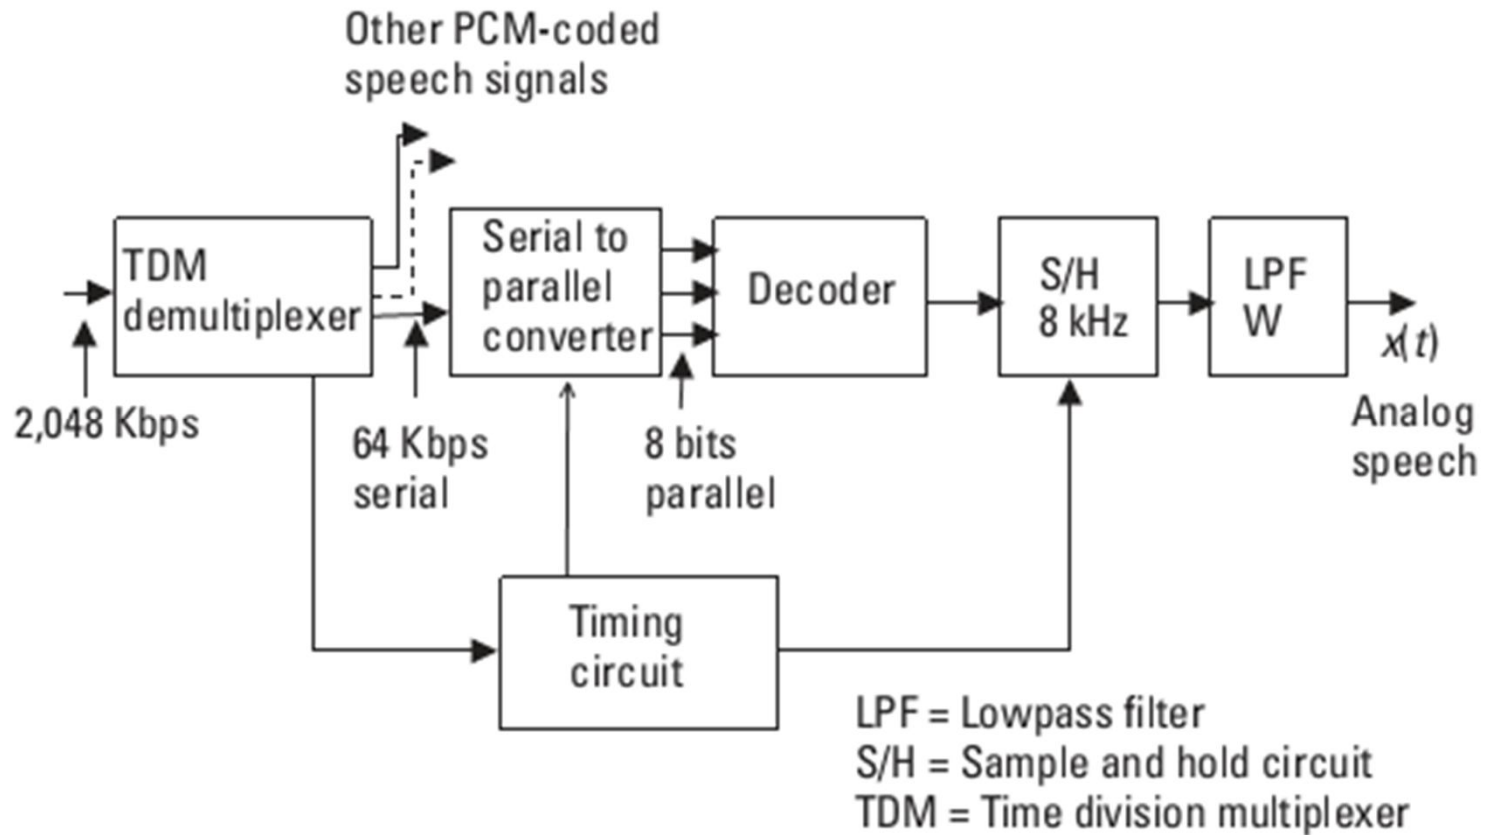 Other PCM-coded
speech signals
TDM
demultiplexer
Serial to
parallel
converter
Decoder
S/H
8 kHz
LPF
W
x(t)
Analog
speech
2,048 Kbps
64 Kbps
serial
8 bits
parallel
Timing
circuit
LPF = Lowpass filter
S/H = Sample and hold circuit
TDM = Time division multiplexer